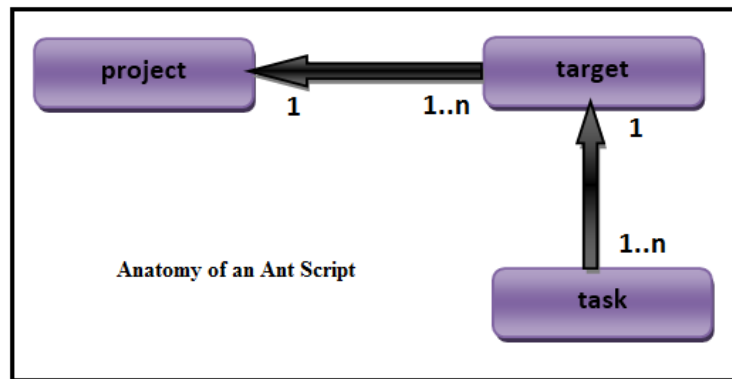 project
target
1
1..n
1
1..n
Anatomy of an Ant Script
task